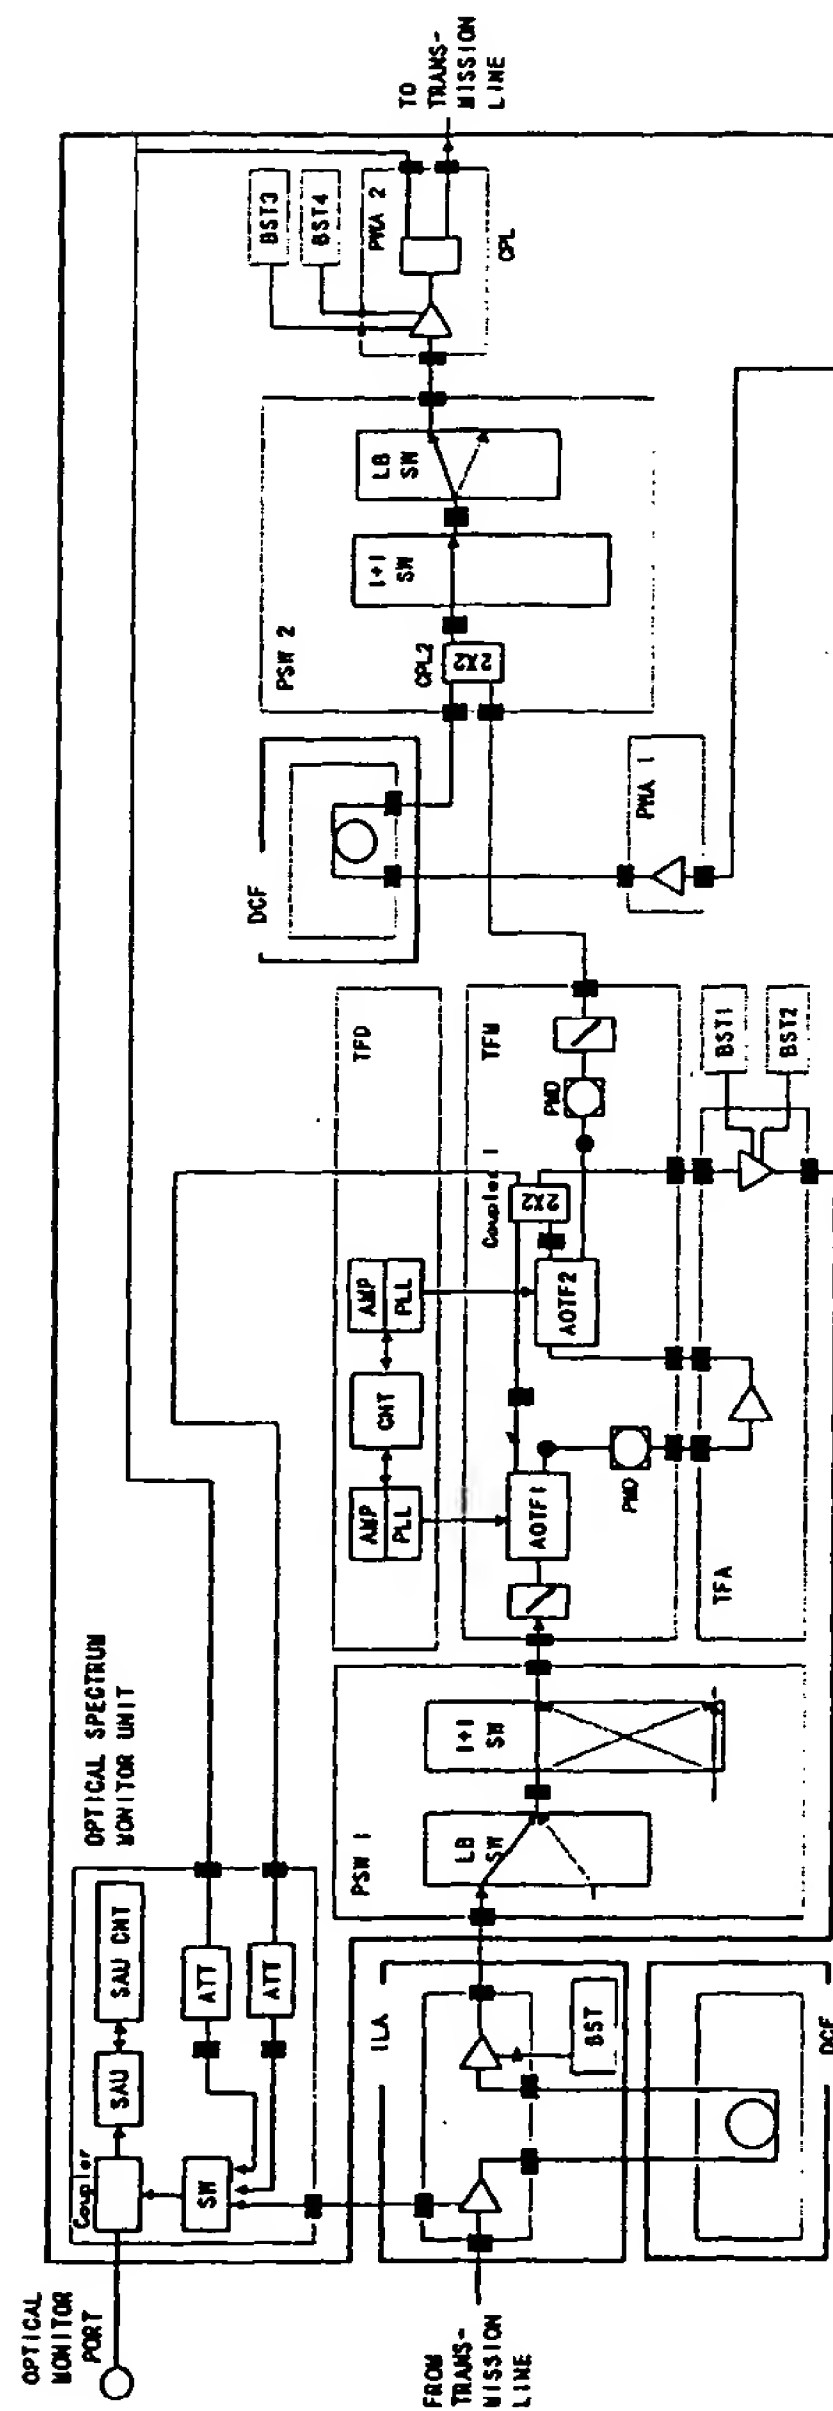 OPTICAL
MONITOR
PORT
OPTICAL SPECTRUM
MONITOR UNIT
Coupler
SAU
SAU CNT
SW
ATT
ATT
FROM
TRANS-
MISSION
LINE
ILA
BST
DCF
PSW 1
LB
SW
1+1
SW
TFD
AMP
PLL
CNT
AMP
PLL
TFM
AOTF1
PMD
AOTF2
Coupler 1
2X2
PMD
TFA
BST1
BST2
DCF
PMA 1
PSW 2
CPL2
2X2
1+1
SW
LB
SW
BST3
BST4
PMA 2
CPL
TO
TRANS-
MISSION
LINE